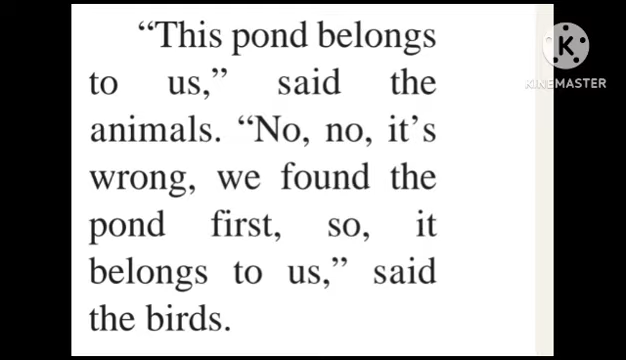 “This pond belongs
to us,” said the
animals. “No, no, it’s
wrong, we found the
pond first, so, it
belongs to us,” said
the birds.
K
KINEMASTER